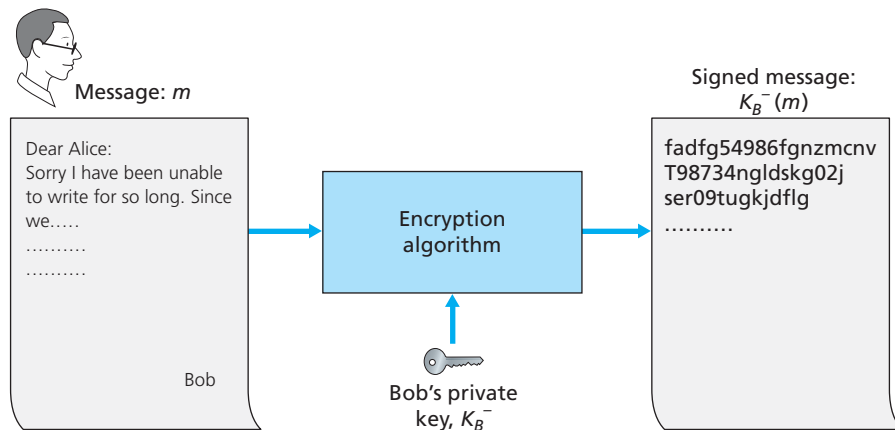 Message: m
Dear Alice:
Sorry I have been unable
to write for so long. Since
we.....
..........
..........
Bob
Encryption
algorithm
Bob's private
key, K_B^-
Signed message:
K_B^- (m)
fadfg54986fgnzmcnv
T98734ngldskg02j
ser09tugkjdflg
..........